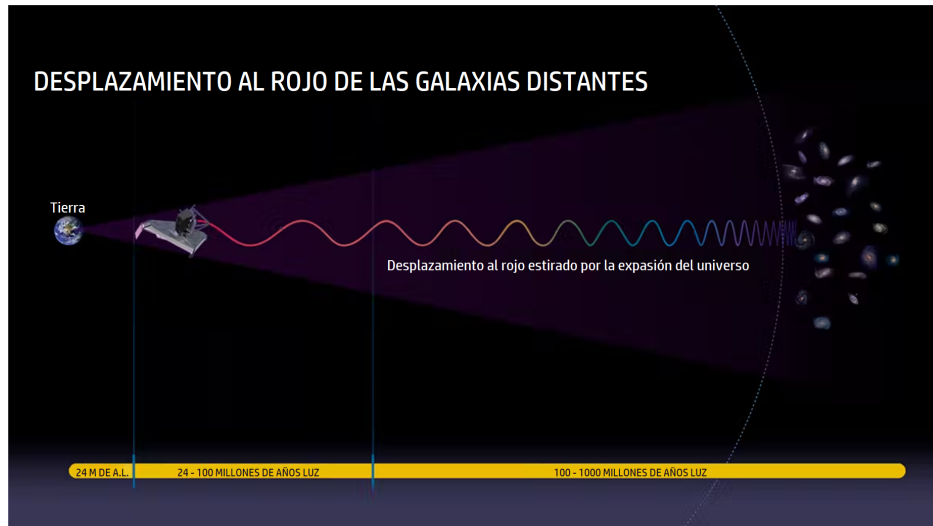 DESPLAZAMIENTO AL ROJO DE LAS GALAXIAS DISTANTES
Tierra
Desplazamiento al rojo estirado por la expasión del universo
24 M DE A.L.
24 - 100 MILLONES DE AÑOS LUZ
100 - 1000 MILLONES DE AÑOS LUZ